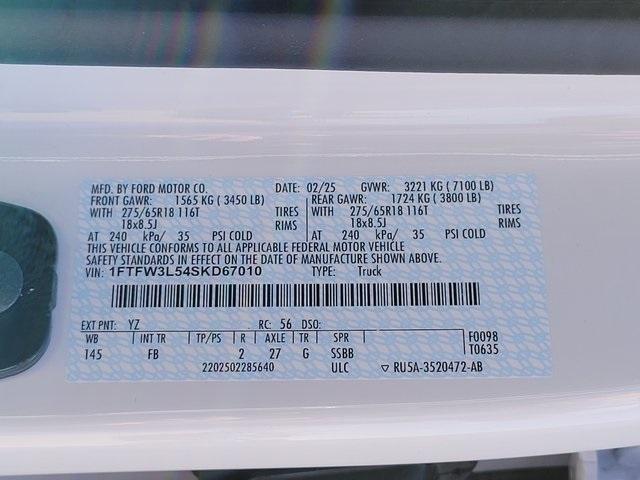 MFD. BY FORD MOTOR CO. DATE: 02/25 GVWR: 3221 KG ( 7100 LB)
FRONT GAWR: 1565 KG ( 3450 LB) REAR GAWR: 1724 KG ( 3800 LB)
WITH 275/65R18 116T TIRES WITH 275/65R18 116T TIRES
18x8.5J RIMS 18x8.5J RIMS
AT 240 kPa/ 35 PSI COLD AT 240 kPa/ 35 PSI COLD
THIS VEHICLE CONFORMS TO ALL APPLICABLE FEDERAL MOTOR VEHICLE
SAFETY STANDARDS IN EFFECT ON THE DATE OF MANUFACTURE SHOWN ABOVE.
VIN: 1FTFW3L54SKD67010 TYPE: Truck
EXT PNT: YZ RC: 56 DSO: F0098
WB INT TR TP/PS R AXLE TR SPR T0635
145 FB 2 27 G SSBB
2202502285640 ULC ▽ RU5A-3520472-AB